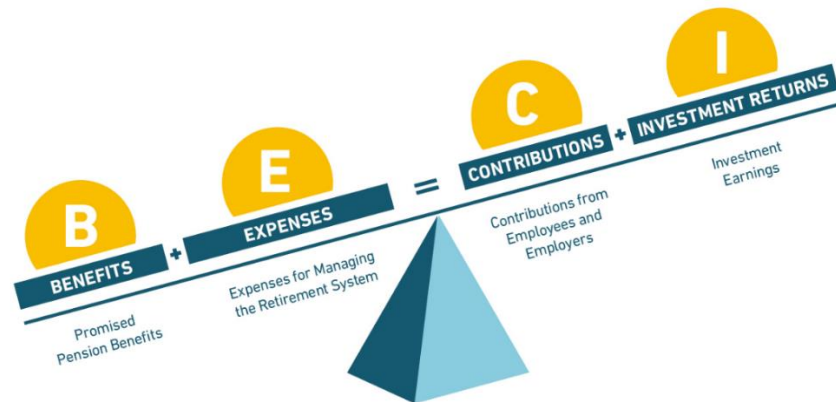 B + E = C + I
BENEFITS + EXPENSES = CONTRIBUTIONS + INVESTMENT RETURNS
Promised
Pension Benefits
Expenses for Managing
the Retirement System
Contributions from
Employees and
Employers
Investment
Earnings